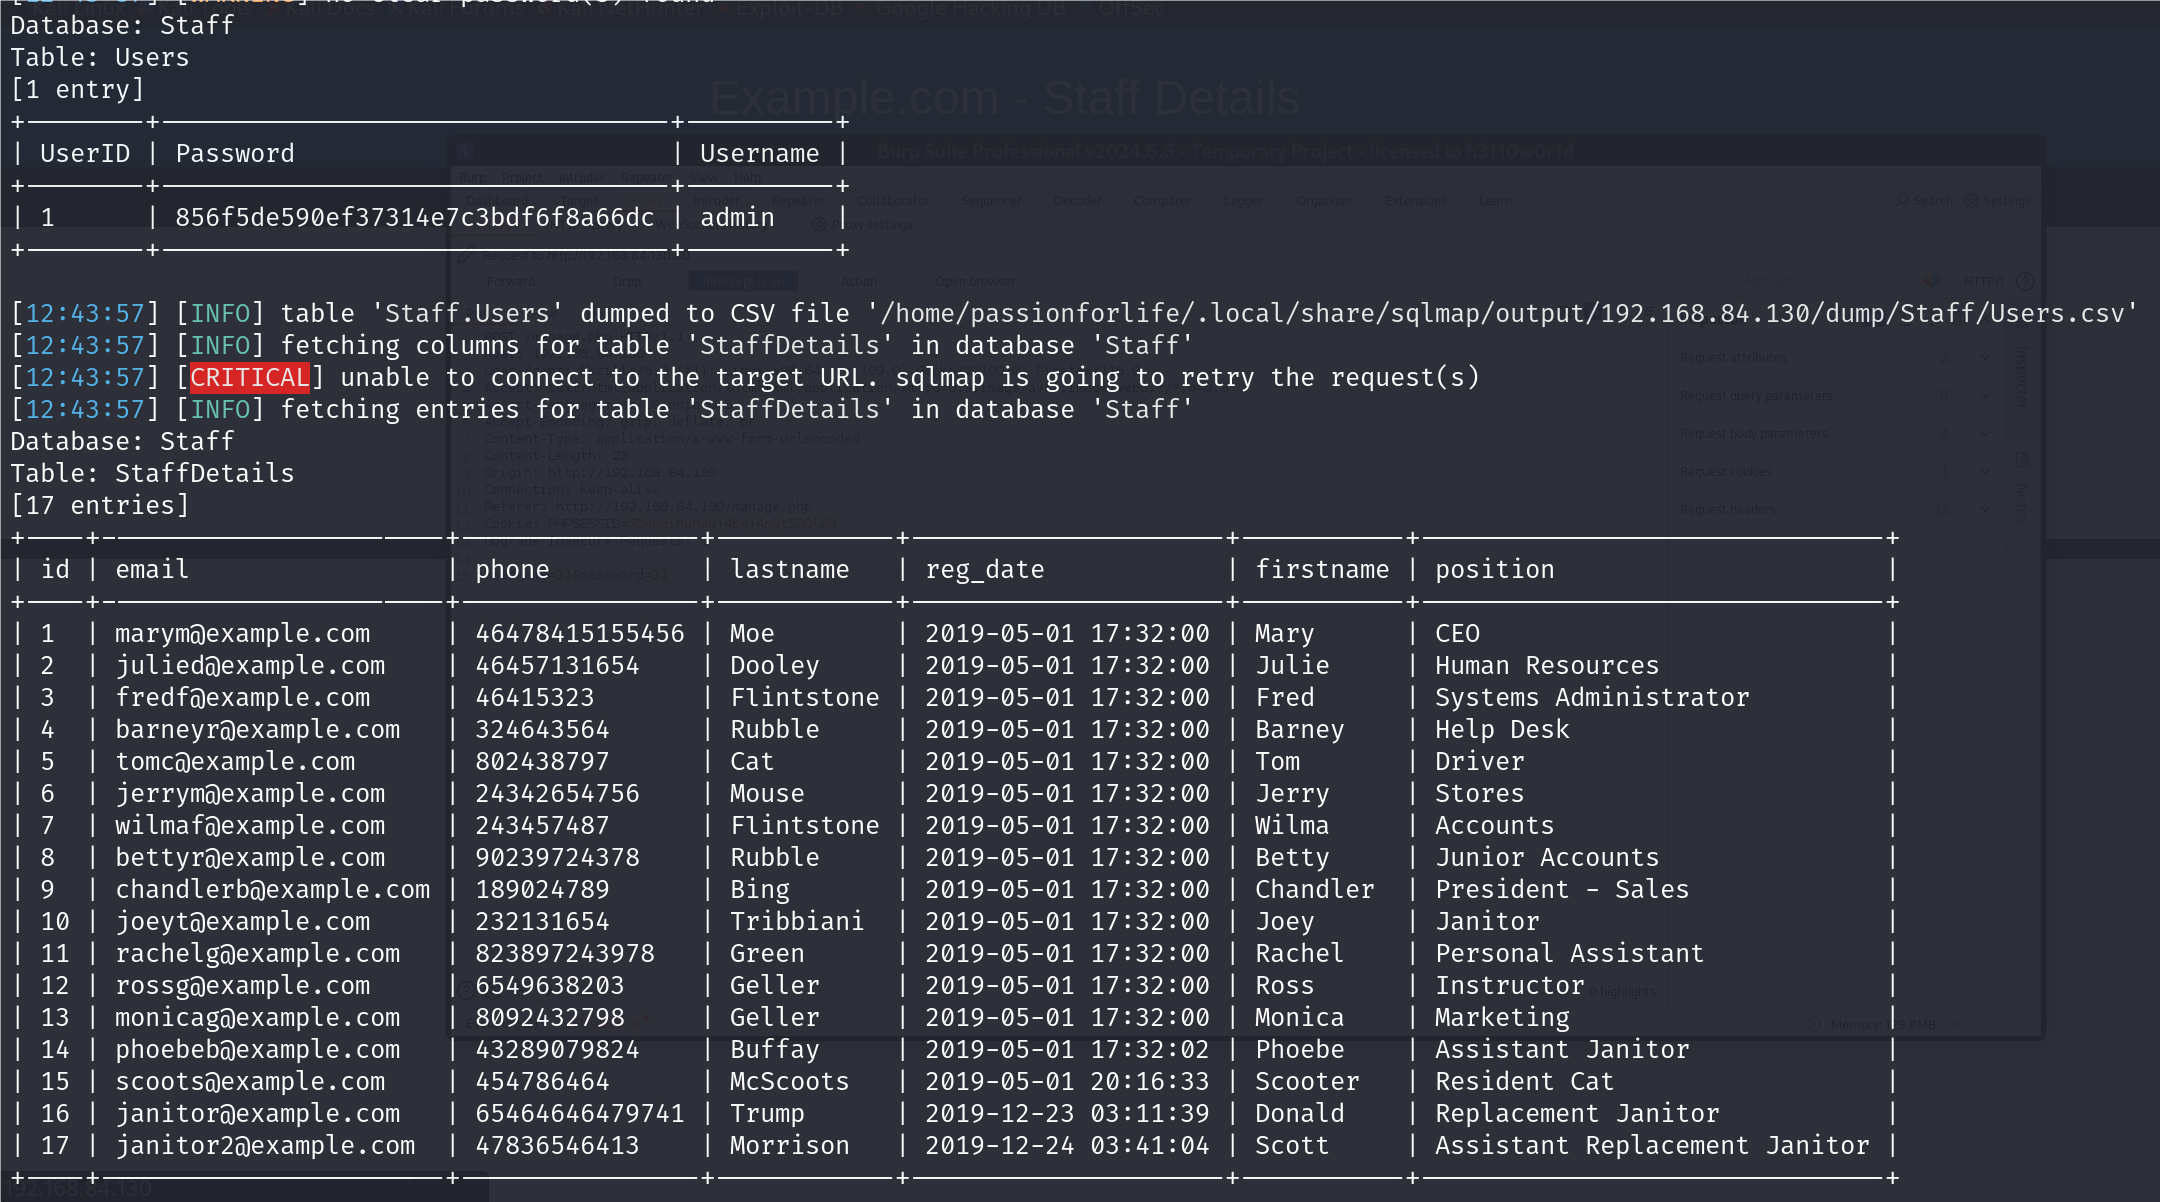 Database: Staff
Table: Users
[1 entry]
+--------+----------------------------------+----------+
| UserID | Password                         | Username |
+--------+----------------------------------+----------+
| 1      | 856f5de590ef37314e7c3bdf6f8a66dc | admin    |
+--------+----------------------------------+----------+
[12:43:57] [INFO] table 'Staff.Users' dumped to CSV file '/home/passionforlife/.local/share/sqlmap/output/192.168.84.130/dump/Staff/Users.csv'
[12:43:57] [INFO] fetching columns for table 'StaffDetails' in database 'Staff'
[12:43:57] [CRITICAL] unable to connect to the target URL. sqlmap is going to retry the request(s)
[12:43:57] [INFO] fetching entries for table 'StaffDetails' in database 'Staff'
Database: Staff
Table: StaffDetails
[17 entries]
+----+-----------------------+----------------+------------+---------------------+-----------+-------------------------------+
| id | email                 | phone          | lastname   | reg_date            | firstname | position                      |
+----+-----------------------+----------------+------------+---------------------+-----------+-------------------------------+
| 1  | marym@example.com     | 46478415155456 | Moe        | 2019-05-01 17:32:00 | Mary      | CEO                           |
| 2  | julied@example.com    | 46457131654    | Dooley     | 2019-05-01 17:32:00 | Julie     | Human Resources               |
| 3  | fredf@example.com     | 46415323       | Flintstone | 2019-05-01 17:32:00 | Fred      | Systems Administrator         |
| 4  | barneyr@example.com   | 324643564      | Rubble     | 2019-05-01 17:32:00 | Barney    | Help Desk                     |
| 5  | tomc@example.com      | 802438797      | Cat        | 2019-05-01 17:32:00 | Tom       | Driver                        |
| 6  | jerrym@example.com    | 24342654756    | Mouse      | 2019-05-01 17:32:00 | Jerry     | Stores                        |
| 7  | wilmaf@example.com    | 243457487      | Flintstone | 2019-05-01 17:32:00 | Wilma     | Accounts                      |
| 8  | bettyr@example.com    | 90239724378    | Rubble     | 2019-05-01 17:32:00 | Betty     | Junior Accounts               |
| 9  | chandlerb@example.com | 189024789      | Bing       | 2019-05-01 17:32:00 | Chandler  | President - Sales             |
| 10 | joeyt@example.com     | 232131654      | Tribbiani  | 2019-05-01 17:32:00 | Joey      | Janitor                       |
| 11 | rachelg@example.com   | 823897243978   | Green      | 2019-05-01 17:32:00 | Rachel    | Personal Assistant            |
| 12 | rossg@example.com     | 6549638203     | Geller     | 2019-05-01 17:32:00 | Ross      | Instructor                    |
| 13 | monicag@example.com   | 8092432798     | Geller     | 2019-05-01 17:32:00 | Monica    | Marketing                     |
| 14 | phoebeb@example.com   | 43289079824    | Buffay     | 2019-05-01 17:32:02 | Phoebe    | Assistant Janitor             |
| 15 | scoots@example.com    | 454786464      | McScoots   | 2019-05-01 20:16:33 | Scooter   | Resident Cat                  |
| 16 | janitor@example.com   | 65464646479741 | Trump      | 2019-12-23 03:11:39 | Donald    | Replacement Janitor           |
| 17 | janitor2@example.com  | 47836546413    | Morrison   | 2019-12-24 03:41:04 | Scott     | Assistant Replacement Janitor |
+----+-----------------------+----------------+------------+---------------------+-----------+-------------------------------+